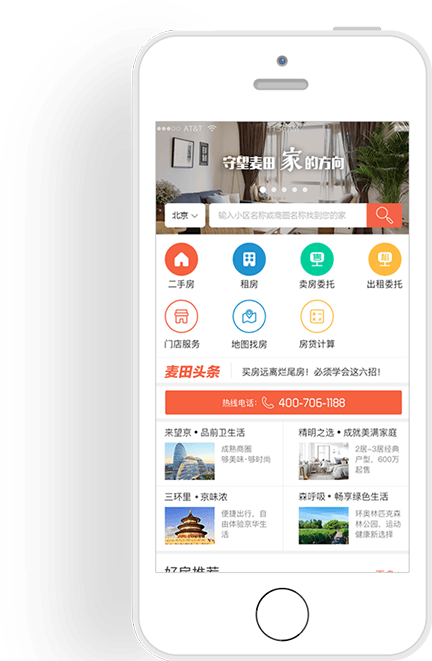 AT&T
守望麦田 家 的方向
北京
输入小区名称或商圈名称找到您的家
二手房 租房 卖房委托 出租委托
门店服务 地图找房 房贷计算
麦田头条 买房远离烂尾房！必须学会这六招！
热线电话： 400-706-1188
来望京 • 品前卫生活
成熟商圈
够美味·够时尚
精明之选 • 成就美满家庭
2居-3居经典
户型，600万
起售
三环里 • 京味浓
便捷出行，自
由体验京华生
活
森呼吸 • 畅享绿色生活
环奥林匹克森
林公园，运动
健康新选择
好房推荐